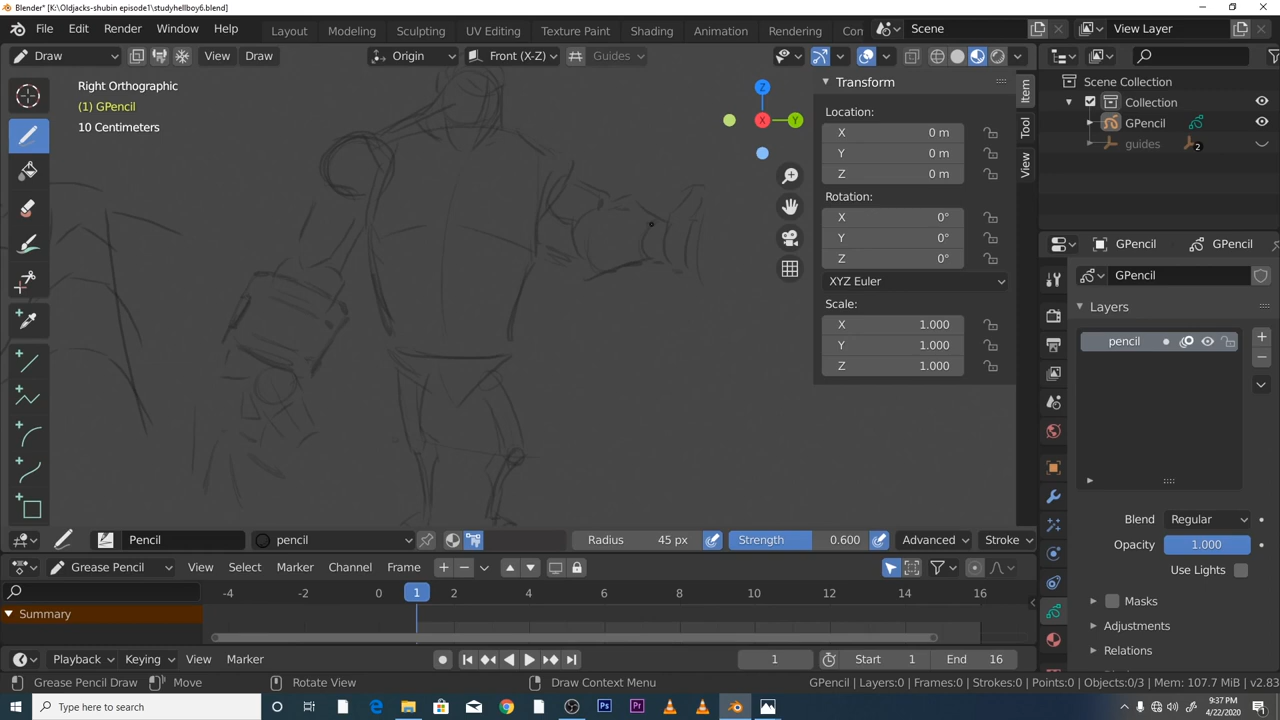 Blender* [K:\Oldjacks-shubin episode1\studyhellboy6.blend]
File Edit Render Window Help Layout Modeling Sculpting UV Editing Texture Paint Shading Animation Rendering Con Scene View Layer
Draw View Draw Origin Front (X-Z) Guides
Right Orthographic
(1) GPencil
10 Centimeters
Z
X
Y
Transform
Location:
X 0 m
Y 0 m
Z 0 m
Rotation:
X 0°
Y 0°
Z 0°
XYZ Euler
Scale:
X 1.000
Y 1.000
Z 1.000
Item
Tool
View
Scene Collection
Collection
GPencil
guides 2
GPencil GPencil
GPencil
Layers
pencil
Blend Regular
Opacity 1.000
Use Lights
Masks
Adjustments
Relations
Pencil pencil Radius 45 px Strength 0.600 Advanced Stroke
Grease Pencil View Select Marker Channel Frame
-4 -2 0 1 2 4 6 8 10 12 14 16
Summary
Playback Keying View Marker 1 Start 1 End 16
Grease Pencil Draw Move Rotate View Draw Context Menu GPencil | Layers:0 | Frames:0 | Strokes:0 | Points:0 | Objects:0/3 | Mem: 107.7 MiB | v2.83
Type here to search
9:37 PM
4/22/2020